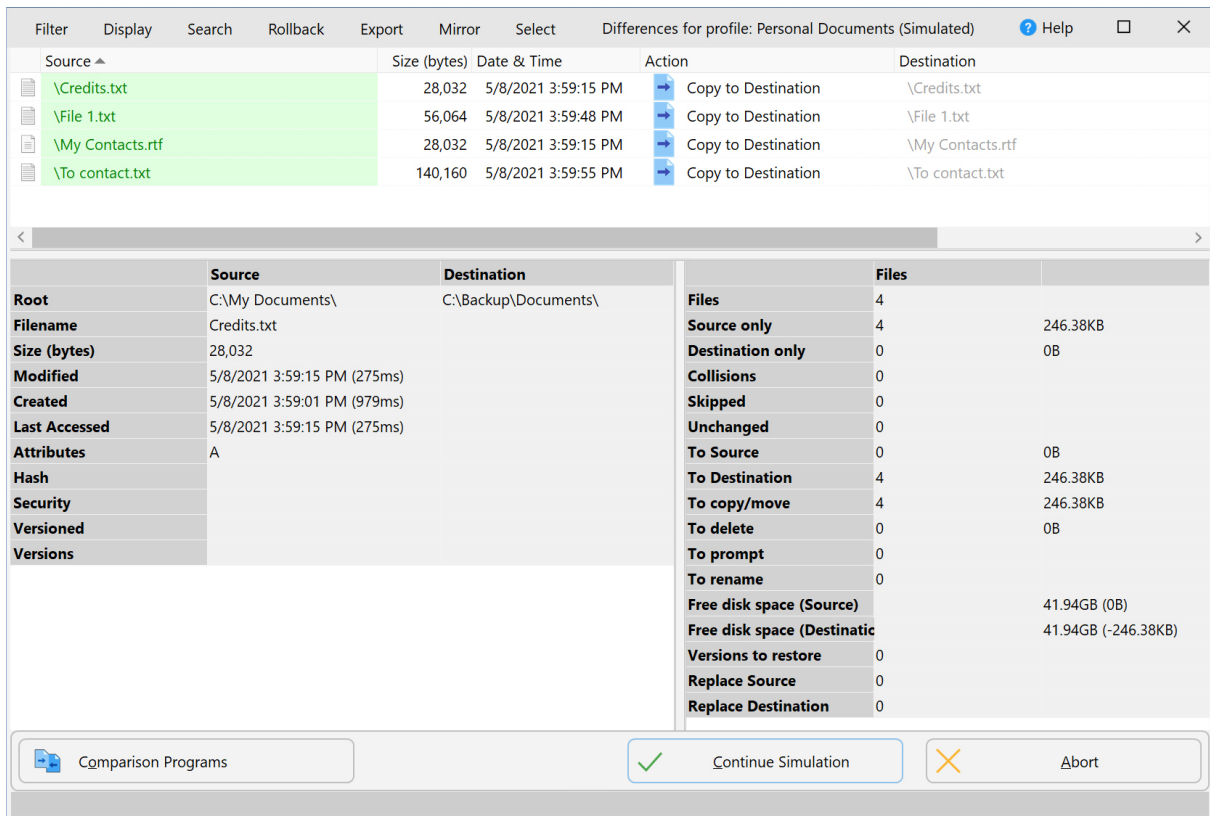 Filter Display Search Rollback Export Mirror Select Differences for profile: Personal Documents (Simulated) ? Help
Source Size (bytes) Date & Time Action Destination
\Credits.txt 28,032 5/8/2021 3:59:15 PM Copy to Destination \Credits.txt
\File 1.txt 56,064 5/8/2021 3:59:48 PM Copy to Destination \File 1.txt
\My Contacts.rtf 28,032 5/8/2021 3:59:15 PM Copy to Destination \My Contacts.rtf
\To contact.txt 140,160 5/8/2021 3:59:55 PM Copy to Destination \To contact.txt
Source Destination
Root C:\My Documents\ C:\Backup\Documents\
Filename Credits.txt
Size (bytes) 28,032
Modified 5/8/2021 3:59:15 PM (275ms)
Created 5/8/2021 3:59:01 PM (979ms)
Last Accessed 5/8/2021 3:59:15 PM (275ms)
Attributes A
Hash
Security
Versioned
Versions
Files
Files 4
Source only 4 246.38KB
Destination only 0 0B
Collisions 0
Skipped 0
Unchanged 0
To Source 0 0B
To Destination 4 246.38KB
To copy/move 4 246.38KB
To delete 0 0B
To prompt 0
To rename 0
Free disk space (Source) 41.94GB (0B)
Free disk space (Destinatic 41.94GB (-246.38KB)
Versions to restore 0
Replace Source 0
Replace Destination 0
Comparison Programs Continue Simulation Abort